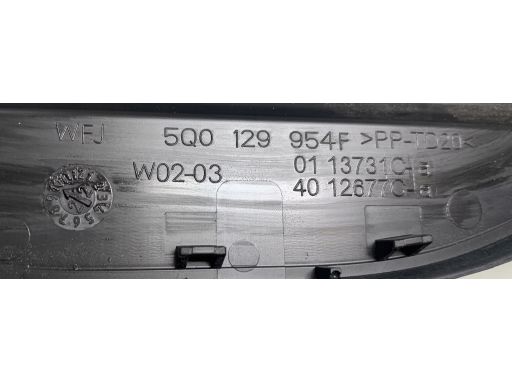 WFJ 5Q0 129 954F >PP-TD20<
W02-03 01 13731C-B
40 12677C-B